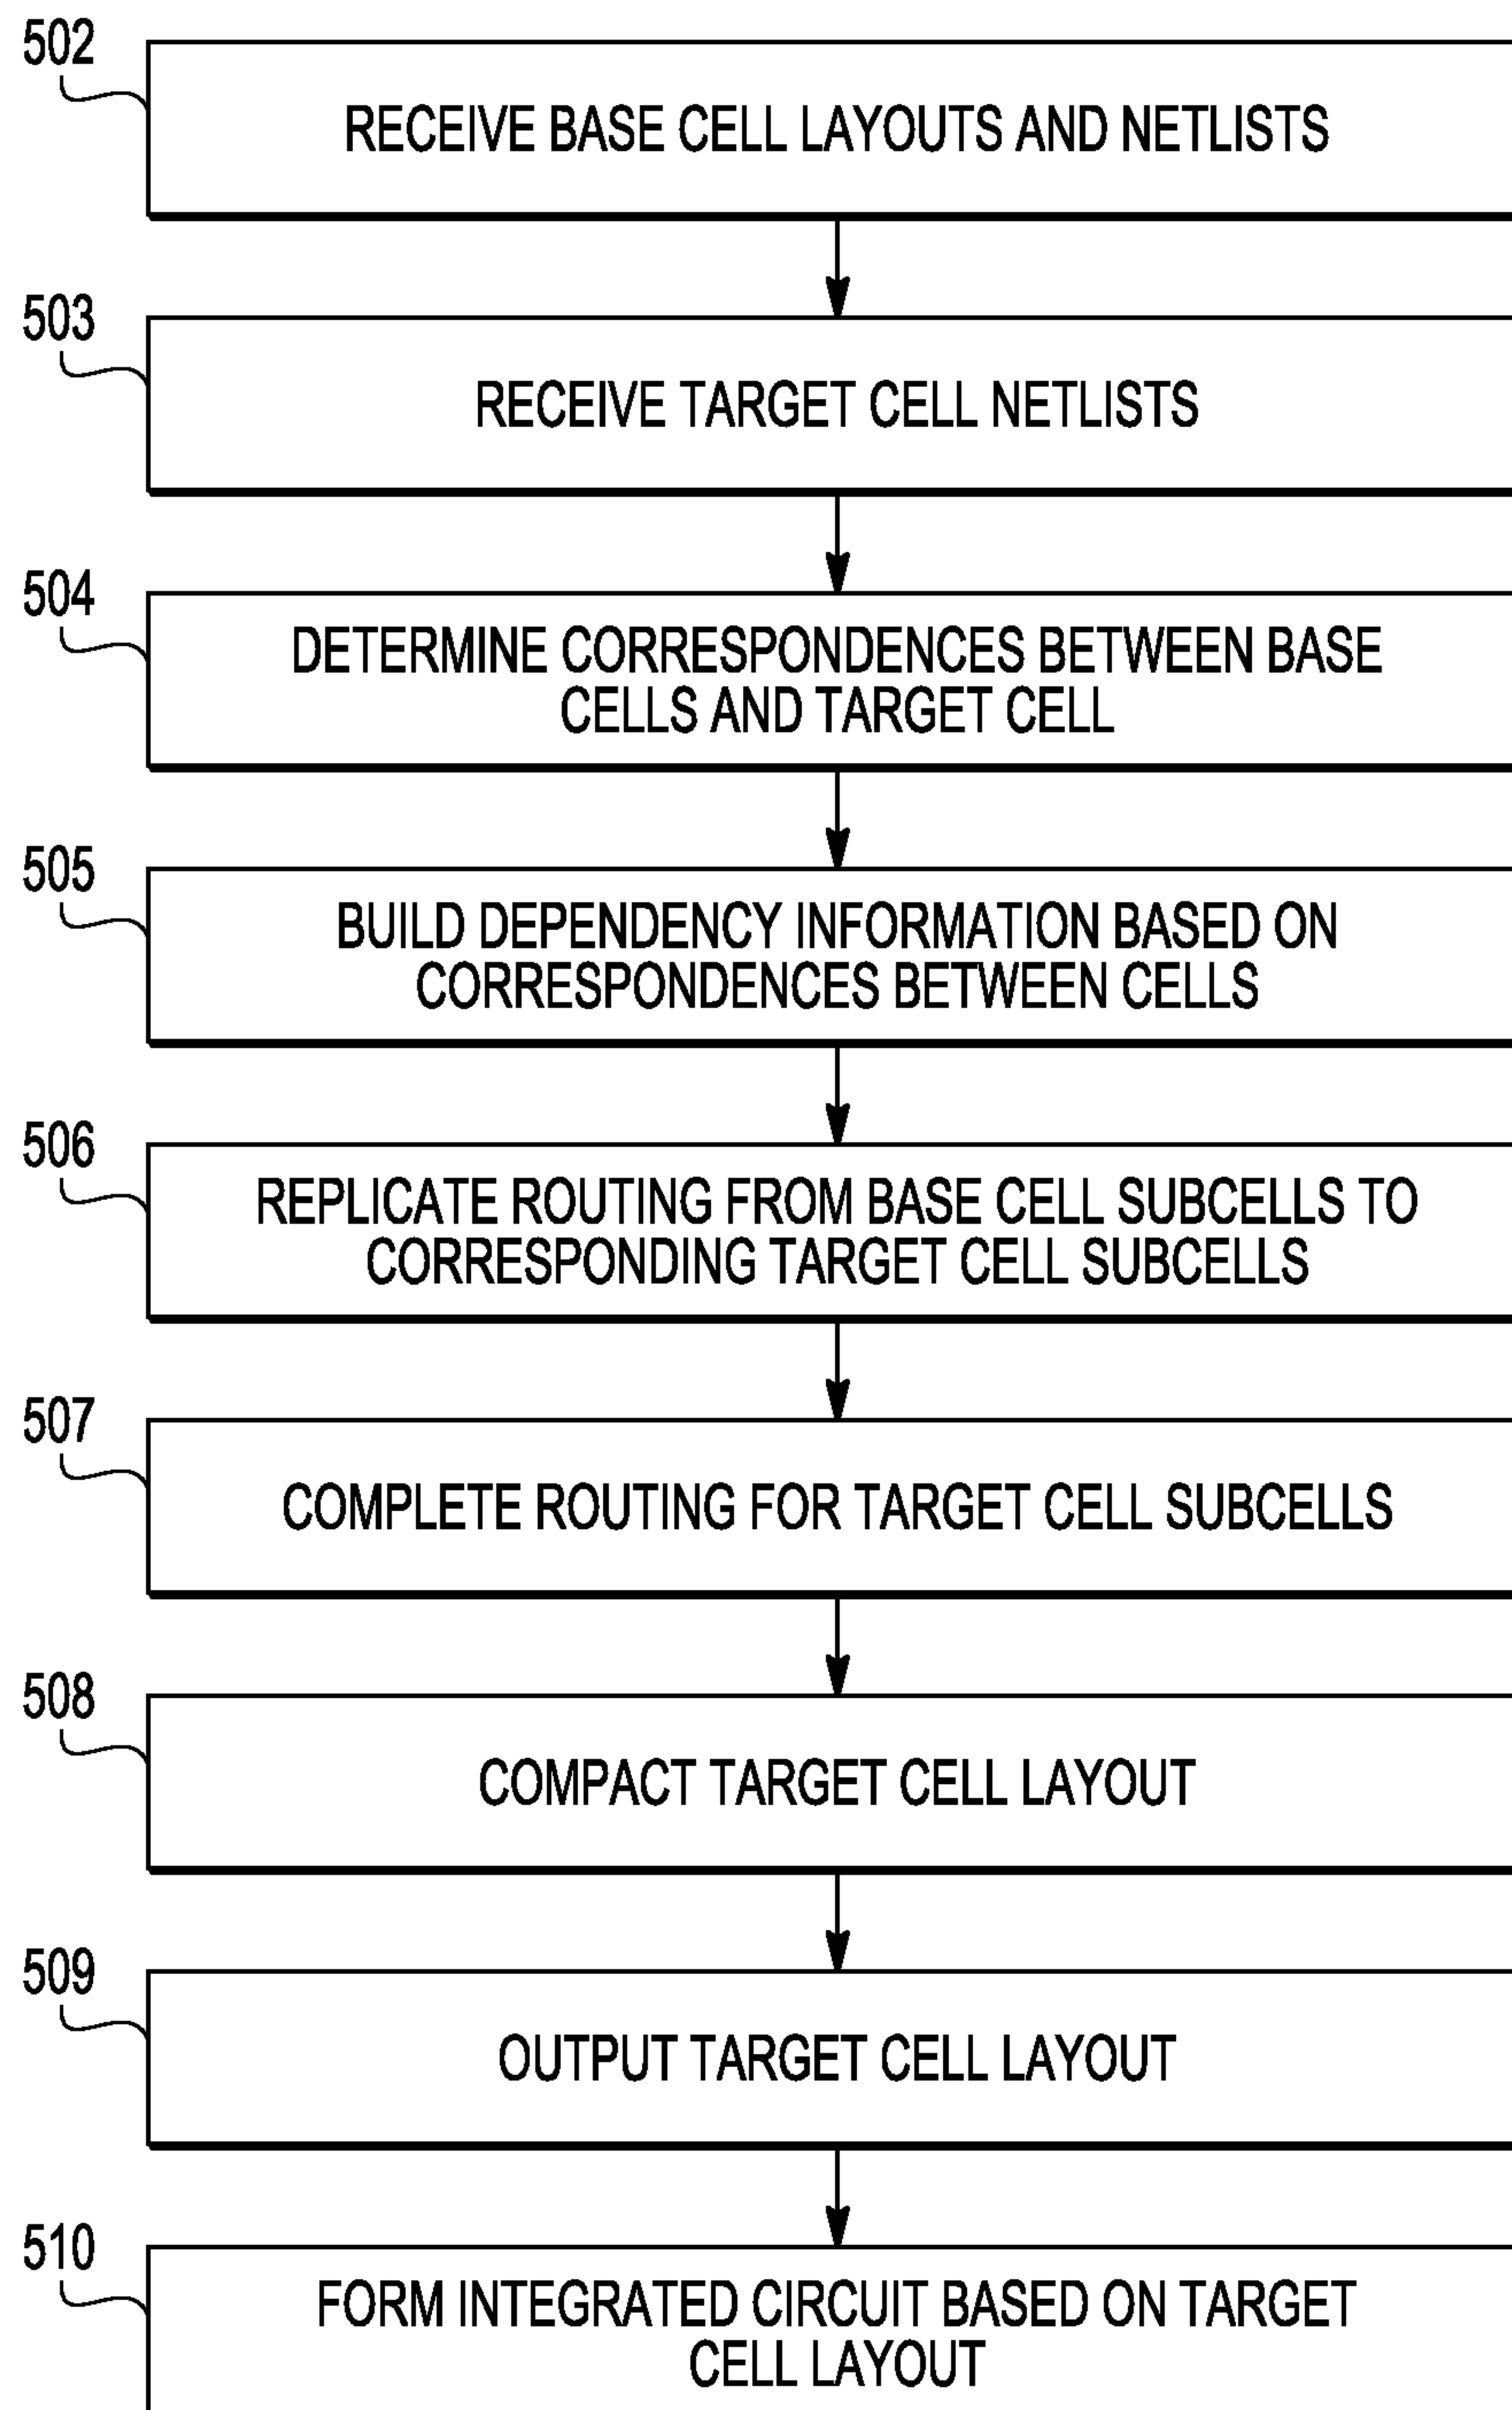 502
RECEIVE BASE CELL LAYOUTS AND NETLISTS
503
RECEIVE TARGET CELL NETLISTS
504
DETERMINE CORRESPONDENCES BETWEEN BASE
CELLS AND TARGET CELL
505
BUILD DEPENDENCY INFORMATION BASED ON
CORRESPONDENCES BETWEEN CELLS
506
REPLICATE ROUTING FROM BASE CELL SUBCELLS TO
CORRESPONDING TARGET CELL SUBCELLS
507
COMPLETE ROUTING FOR TARGET CELL SUBCELLS
508
COMPACT TARGET CELL LAYOUT
509
OUTPUT TARGET CELL LAYOUT
510
FORM INTEGRATED CIRCUIT BASED ON TARGET
CELL LAYOUT